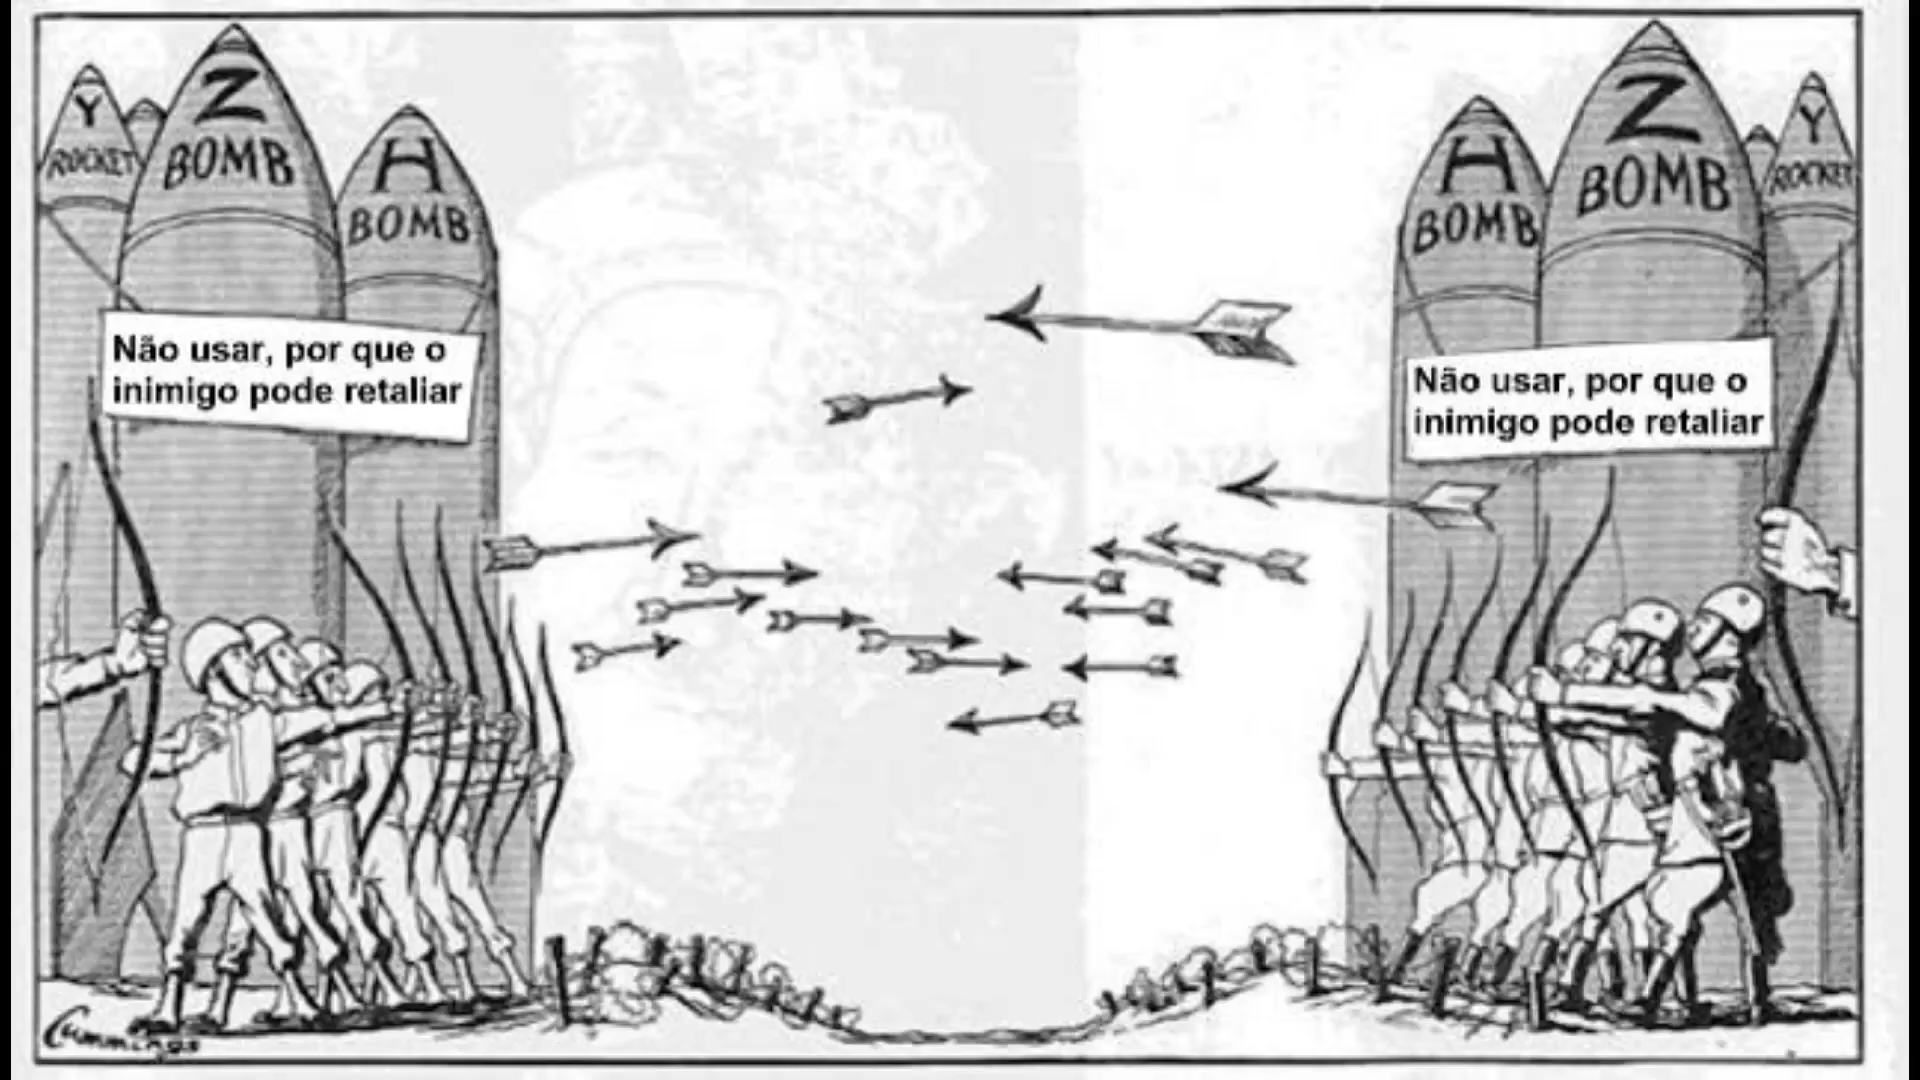 Y
ROCKET
Z
BOMB
H
BOMB
Não usar, por que o
inimigo pode retaliar
H
BOMB
Z
BOMB
Y
ROCKET
Não usar, por que o
inimigo pode retaliar
Cummings